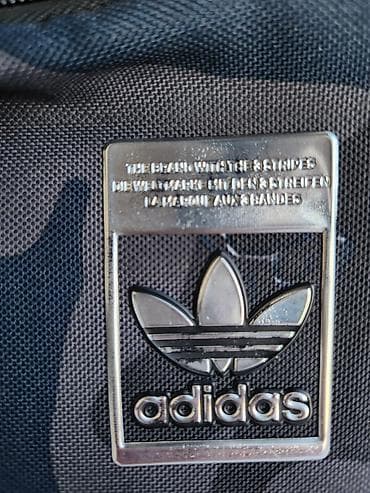 THE BRAND WITH THE 3 STRIPES
DIE WELTMARKE MIT DEN 3 STREIFEN
LA MARQUE AUX 3 BANDES
adidas